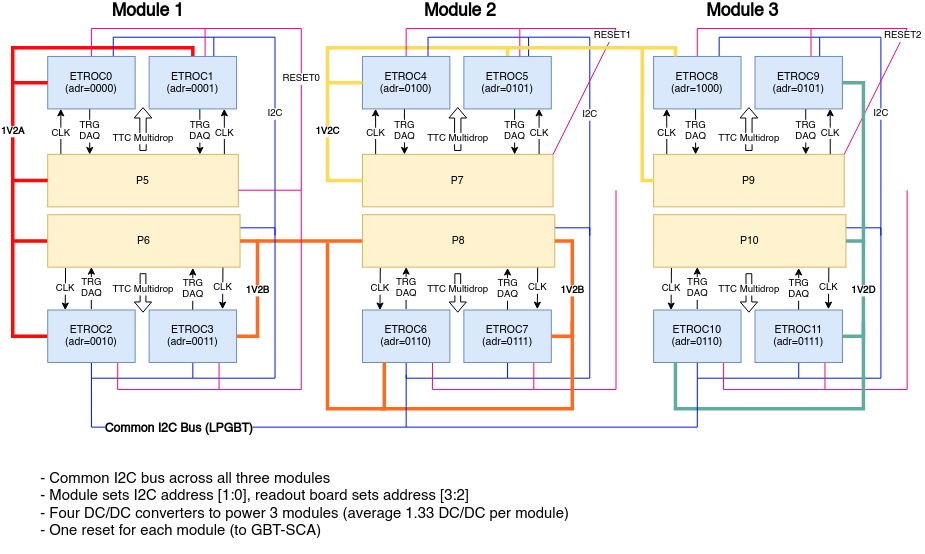 Module 1
Module 2
Module 3
RESET1
RESET2
ETROC0
(adr=0000)
ETROC1
(adr=0001)
RESET0
ETROC4
(adr=0100)
ETROC5
(adr=0101)
ETROC8
(adr=1000)
ETROC9
(adr=0101)
I2C
I2C
I2C
1V2A
CLK
TRG
DAQ
TTC Multidrop
TRG
DAQ
CLK
1V2C
CLK
TRG
DAQ
TTC Multidrop
TRG
DAQ
CLK
CLK
TRG
DAQ
TTC Multidrop
TRG
DAQ
CLK
P5
P7
P9
P6
P8
P10
CLK
TRG
DAQ
TTC Multidrop
TRG
DAQ
CLK
1V2B
CLK
TRG
DAQ
TTC Multidrop
TRG
DAQ
CLK
1V2B
CLK
TRG
DAQ
TTC Multidrop
TRG
DAQ
CLK
1V2D
ETROC2
(adr=0010)
ETROC3
(adr=0011)
ETROC6
(adr=0110)
ETROC7
(adr=0111)
ETROC10
(adr=0110)
ETROC11
(adr=0111)
Common I2C Bus (LPGBT)
- Common I2C bus across all three modules
- Module sets I2C address [1:0], readout board sets address [3:2]
- Four DC/DC converters to power 3 modules (average 1.33 DC/DC per module)
- One reset for each module (to GBT-SCA)